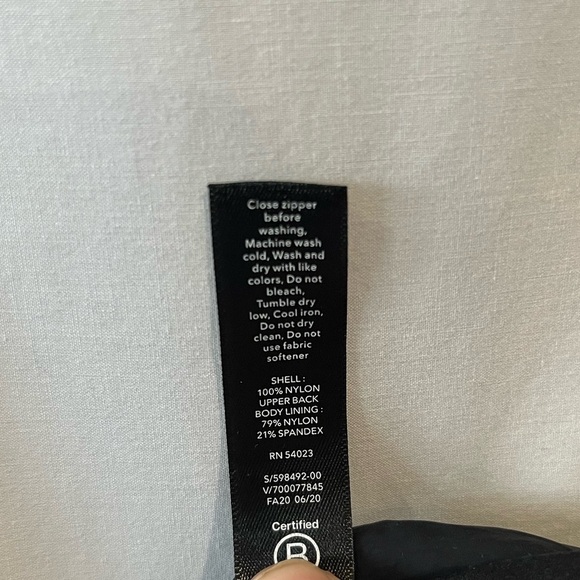 Close zipper
before
washing,
Machine wash
cold, Wash and
dry with like
colors, Do not
bleach,
Tumble dry
low, Cool iron,
Do not dry
clean, Do not
use fabric
softener
SHELL :
100% NYLON
UPPER BACK
BODY LINING :
79% NYLON
21% SPANDEX
RN 54023
S/598492-00
V/700077845
FA20 06/20
Certified
B